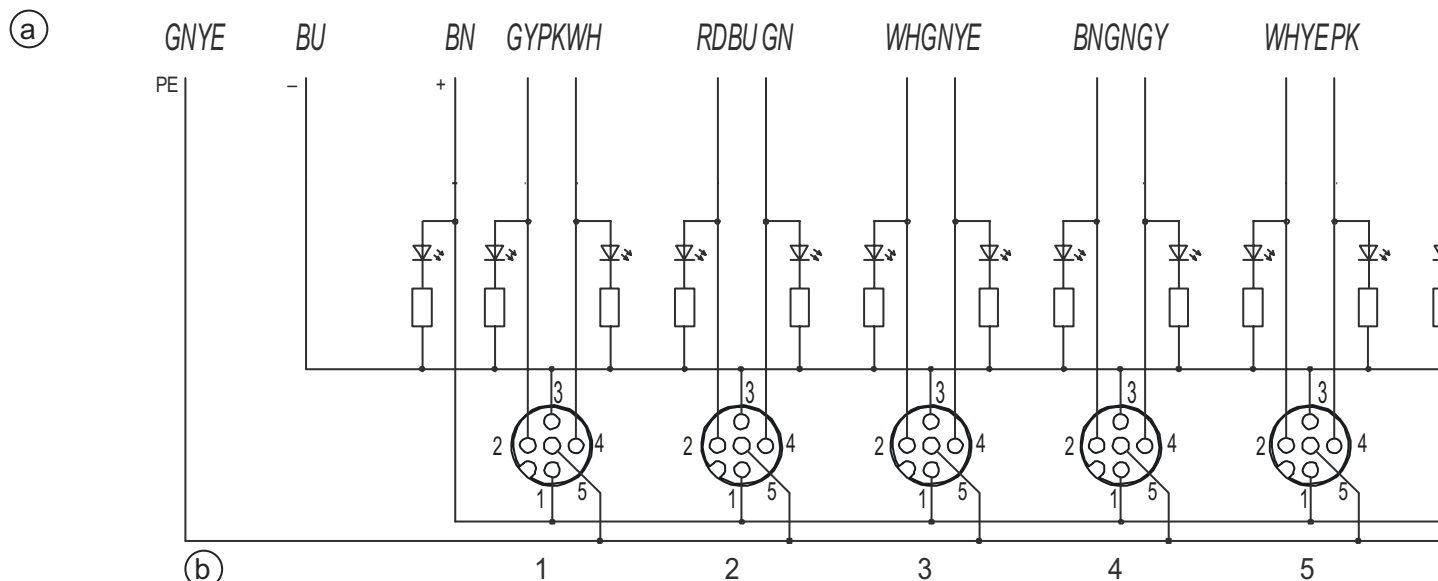 a
GNYE BU BN GYPKWH RDBU GN WHGNYE BNGNGY WHYEPK
PE – +
3 3 3 3 3
2 4 2 4 2 4 2 4 2 4
1 5 1 5 1 5 1 5 1 5
b 1 2 3 4 5